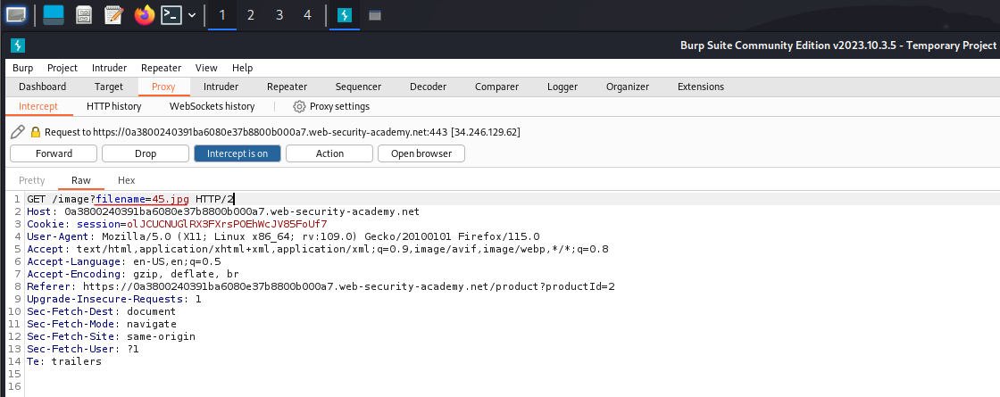 1 2 3 4
Burp Suite Community Edition v2023.10.3.5 - Temporary Project
Burp Project Intruder Repeater View Help
Dashboard Target Proxy Intruder Repeater Sequencer Decoder Comparer Logger Organizer Extensions
Intercept HTTP history WebSockets history Proxy settings
Request to https://0a3800240391ba6080e37b8800b000a7.web-security-academy.net:443 [34.246.129.62]
Forward Drop Intercept is on Action Open browser
Pretty Raw Hex
1 GET /image?filename=45.jpg HTTP/2
2 Host: 0a3800240391ba6080e37b8800b000a7.web-security-academy.net
3 Cookie: session=olJCUCNUGlRX3FXrsPOEhWcJV85FoUf7
4 User-Agent: Mozilla/5.0 (X11; Linux x86_64; rv:109.0) Gecko/20100101 Firefox/115.0
5 Accept: text/html,application/xhtml+xml,application/xml;q=0.9,image/avif,image/webp,*/*;q=0.8
6 Accept-Language: en-US,en;q=0.5
7 Accept-Encoding: gzip, deflate, br
8 Referer: https://0a3800240391ba6080e37b8800b000a7.web-security-academy.net/product?productId=2
9 Upgrade-Insecure-Requests: 1
10 Sec-Fetch-Dest: document
11 Sec-Fetch-Mode: navigate
12 Sec-Fetch-Site: same-origin
13 Sec-Fetch-User: ?1
14 Te: trailers
15
16